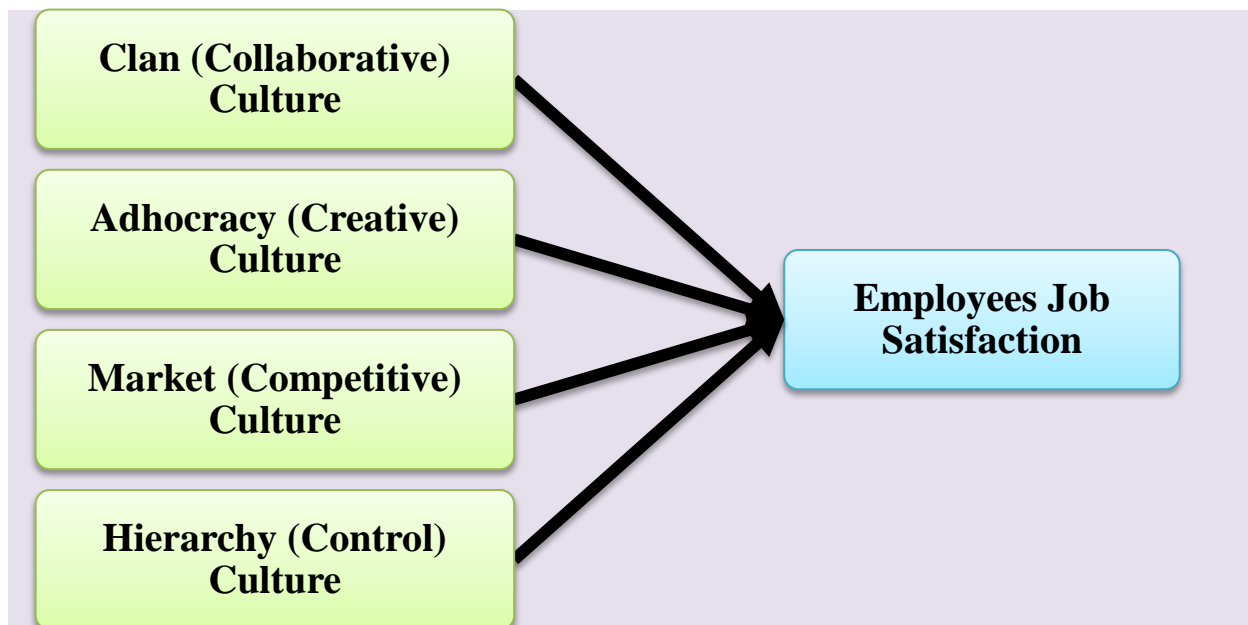 Clan (Collaborative)
Culture
Adhocracy (Creative)
Culture
Market (Competitive)
Culture
Hierarchy (Control)
Culture
Employees Job
Satisfaction